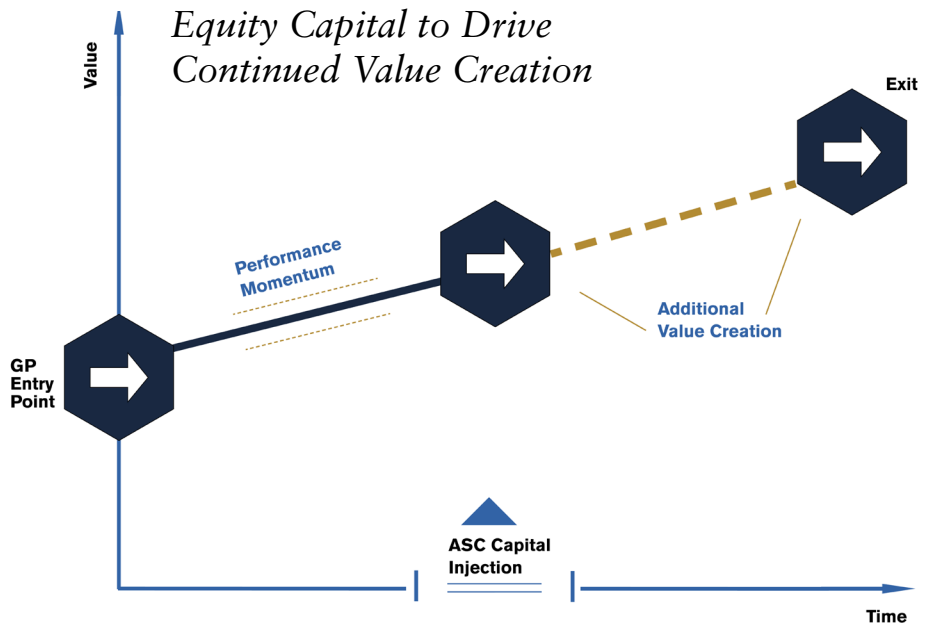 Equity Capital to Drive
Continued Value Creation
Value
Exit
Performance
Momentum
Additional
Value Creation
GP
Entry
Point
ASC Capital
Injection
Time